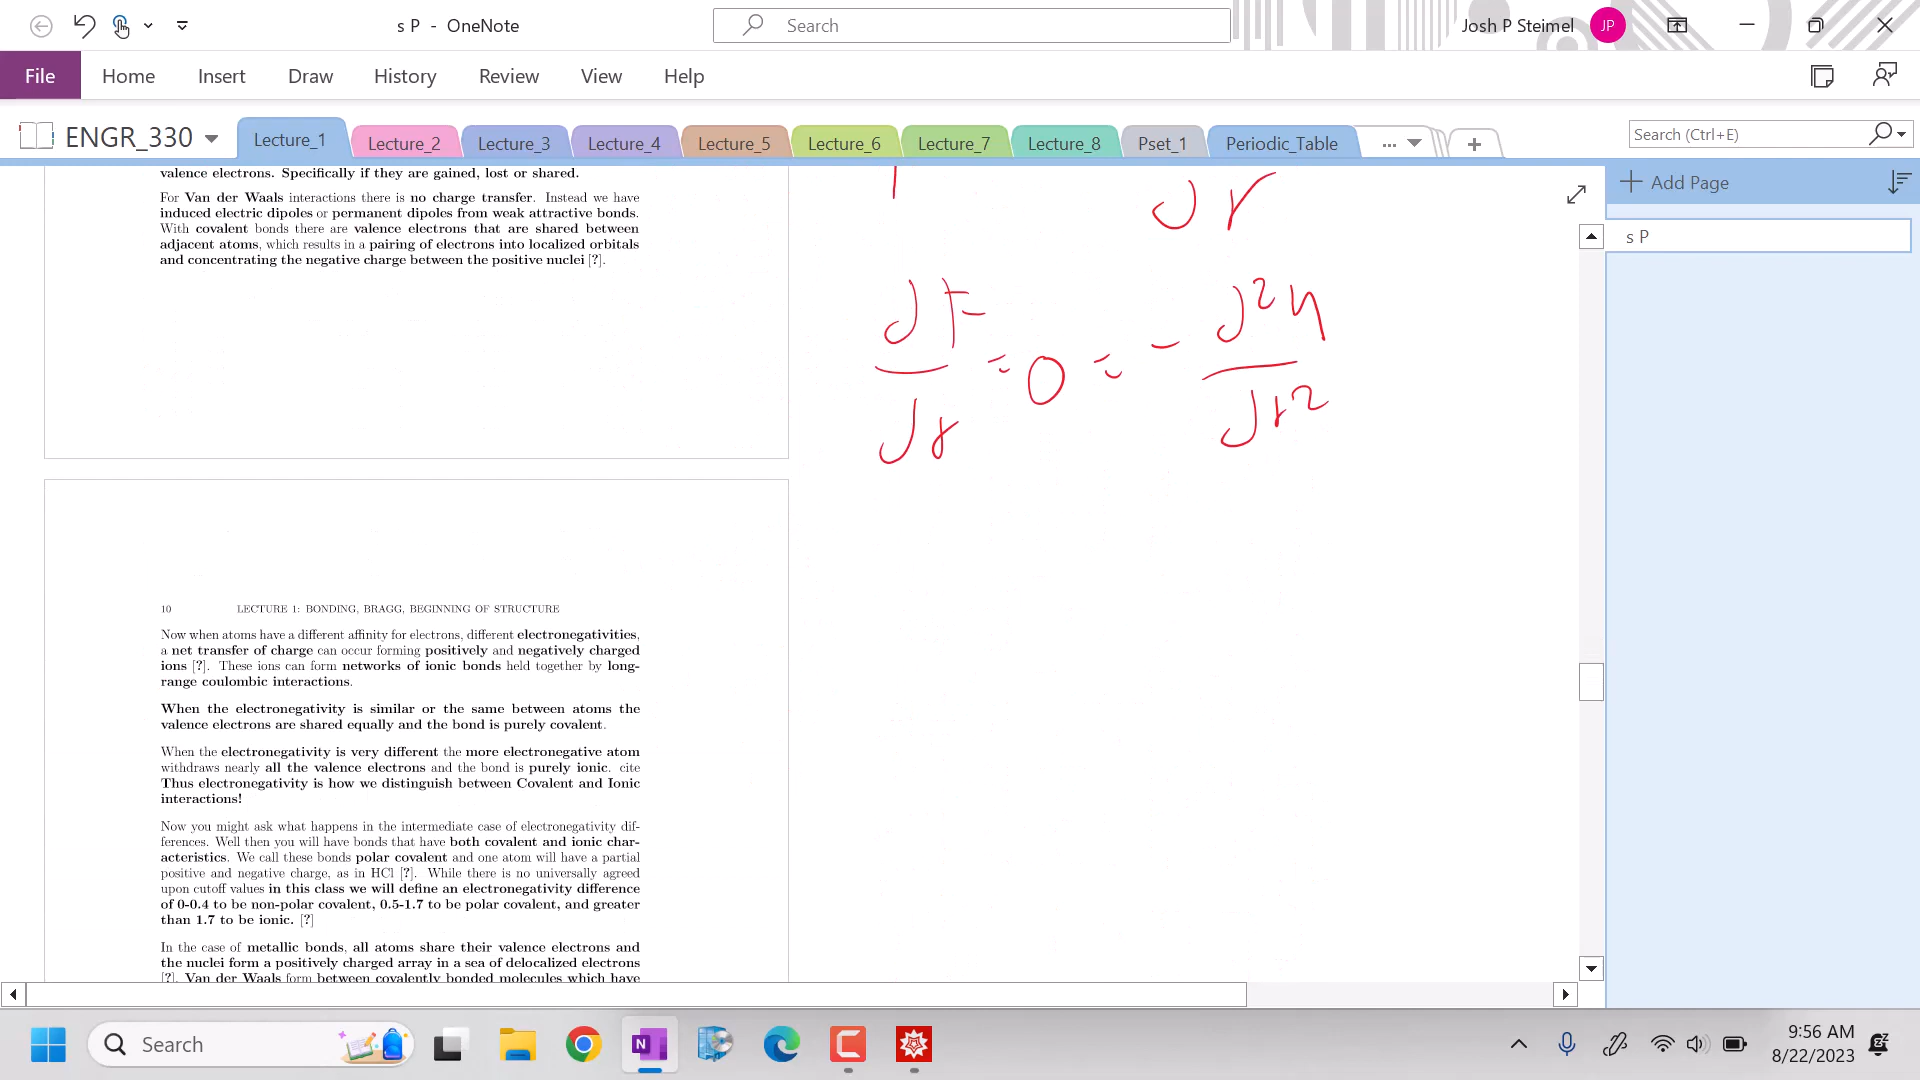 s P - OneNote
Search
Josh P Steimel
JP
File
Home
Insert
Draw
History
Review
View
Help
ENGR_330
Lecture_1
Lecture_2
Lecture_3
Lecture_4
Lecture_5
Lecture_6
Lecture_7
Lecture_8
Pset_1
Periodic_Table
...
Search (Ctrl+E)
Add Page
s P
valence electrons. Specifically if they are gained, lost or shared.
For Van der Waals interactions there is no charge transfer. Instead we have
induced electric dipoles or permanent dipoles from weak attractive bonds.
With covalent bonds there are valence electrons that are shared between
adjacent atoms, which results in a pairing of electrons into localized orbitals
and concentrating the negative charge between the positive nuclei [?].
dr
dF/dr = 0 = - d²u/dr²
10 LECTURE 1: BONDING, BRAGG, BEGINNING OF STRUCTURE
Now when atoms have a different affinity for electrons, different electronegativities,
a net transfer of charge can occur forming positively and negatively charged
ions [?]. These ions can form networks of ionic bonds held together by long-
range coulombic interactions.
When the electronegativity is similar or the same between atoms the
valence electrons are shared equally and the bond is purely covalent.
When the electronegativity is very different the more electronegative atom
withdraws nearly all the valence electrons and the bond is purely ionic. cite
Thus electronegativity is how we distinguish between Covalent and Ionic
interactions!
Now you might ask what happens in the intermediate case of electronegativity dif-
ferences. Well then you will have bonds that have both covalent and ionic char-
acteristics. We call these bonds polar covalent and one atom will have a partial
positive and negative charge, as in HCl [?]. While there is no universally agreed
upon cutoff values in this class we will define an electronegativity difference
of 0-0.4 to be non-polar covalent, 0.5-1.7 to be polar covalent, and greater
than 1.7 to be ionic. [?]
In the case of metallic bonds, all atoms share their valence electrons and
the nuclei form a positively charged array in a sea of delocalized electrons
[?]. Van der Waals form between covalently bonded molecules which have
Search
9:56 AM
8/22/2023